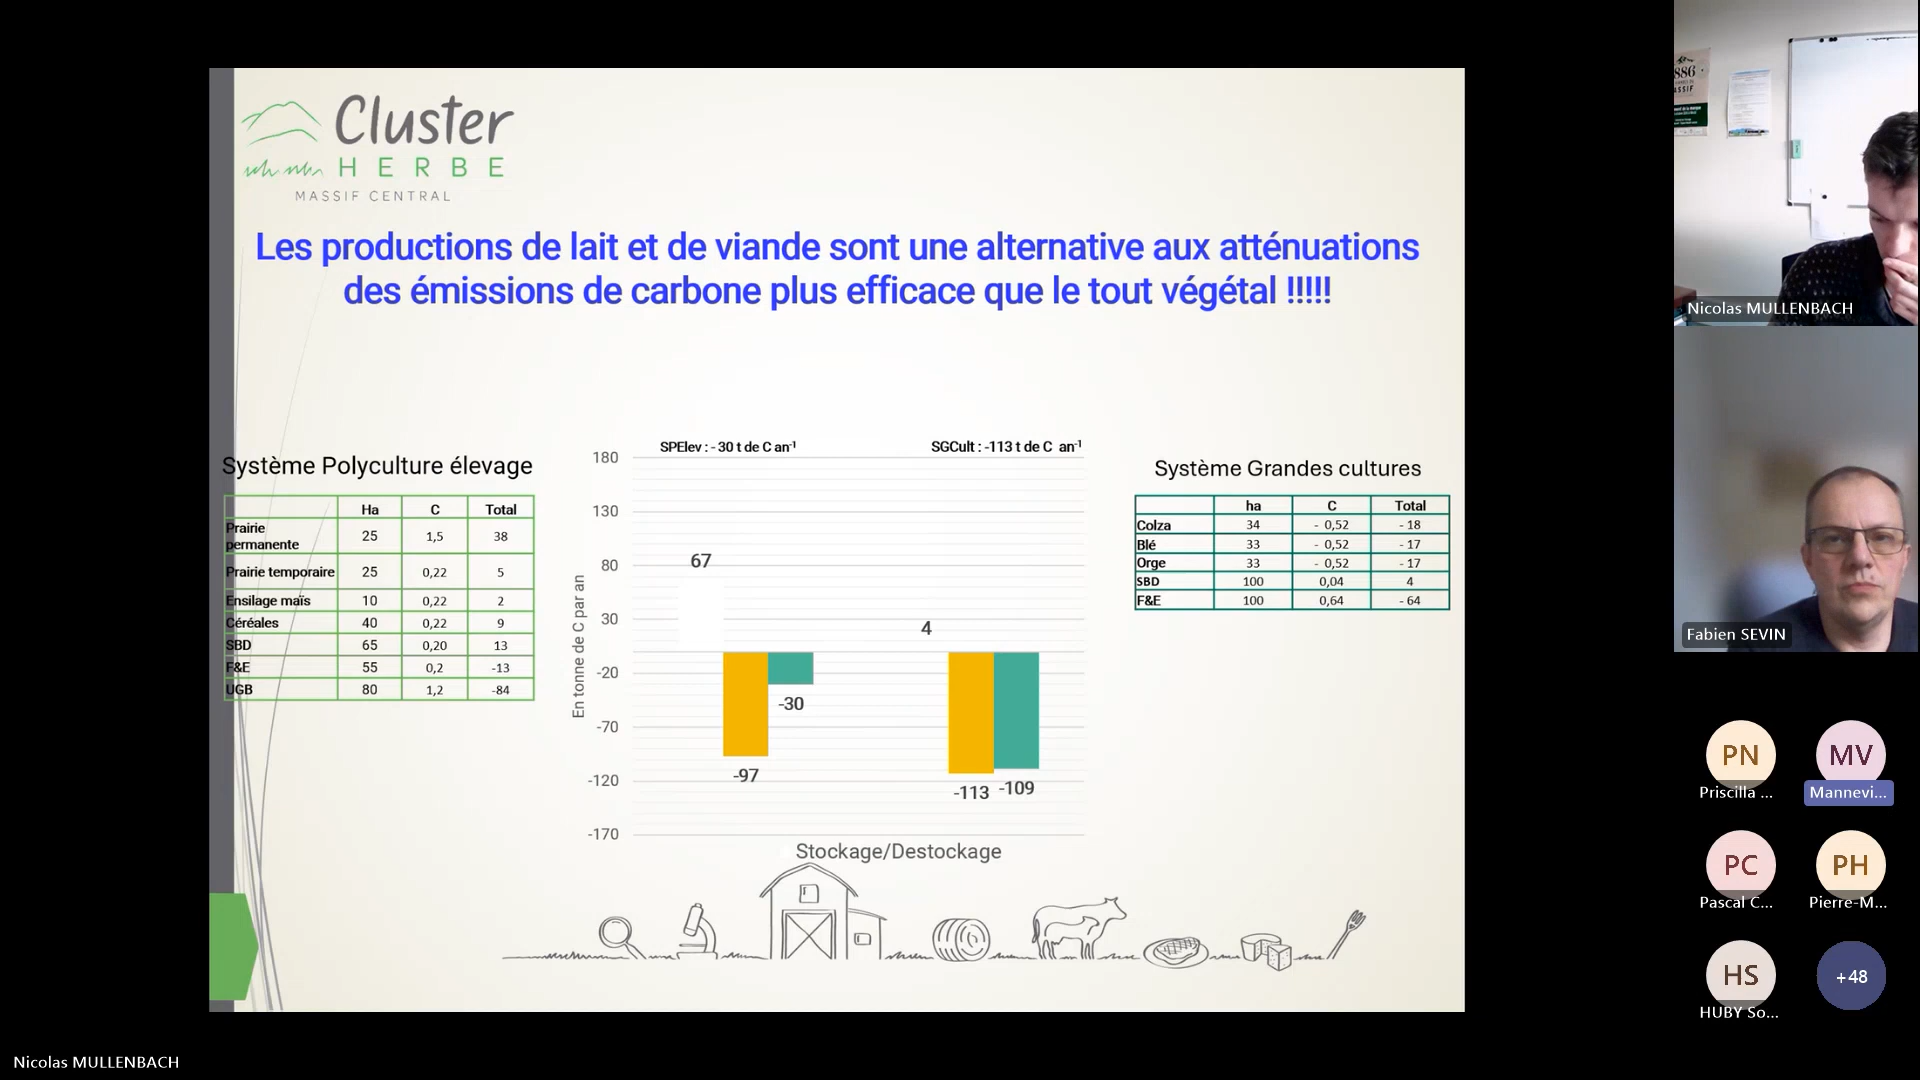 Cluster
HERBE
MASSIF CENTRAL
Les productions de lait et de viande sont une alternative aux atténuations
des émissions de carbone plus efficace que le tout végétal !!!!!
Système Polyculture élevage
Ha C Total
Prairie permanente 25 1,5 38
Prairie temporaire 25 0,22 5
Ensilage maïs 10 0,22 2
Céréales 40 0,22 9
SBD 65 0,20 13
F&E 55 0,2 -13
UGB 80 1,2 -84
SPElev : - 30 t de C an-1
SGCult : -113 t de C an-1
En tonne de C par an
180
130
80
30
-20
-70
-120
-170
67
-97
-30
4
-113
-109
Stockage/Destockage
Système Grandes cultures
ha C Total
Colza 34 - 0,52 - 18
Blé 33 - 0,52 - 17
Orge 33 - 0,52 - 17
SBD 100 0,04 4
F&E 100 0,64 - 64
886
Nicolas MULLENBACH
Fabien SEVIN
PN
Priscilla ...
MV
Mannevi...
PC
Pascal C...
PH
Pierre-M...
HS
HUBY So...
+48
Nicolas MULLENBACH